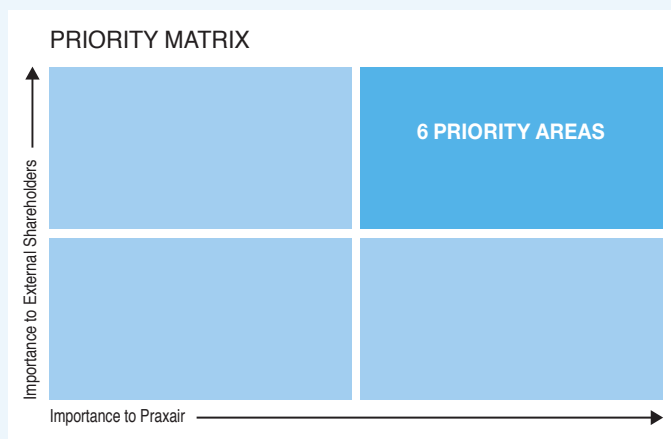 PRIORITY MATRIX
6 PRIORITY AREAS
Importance to External Shareholders
Importance to Praxair